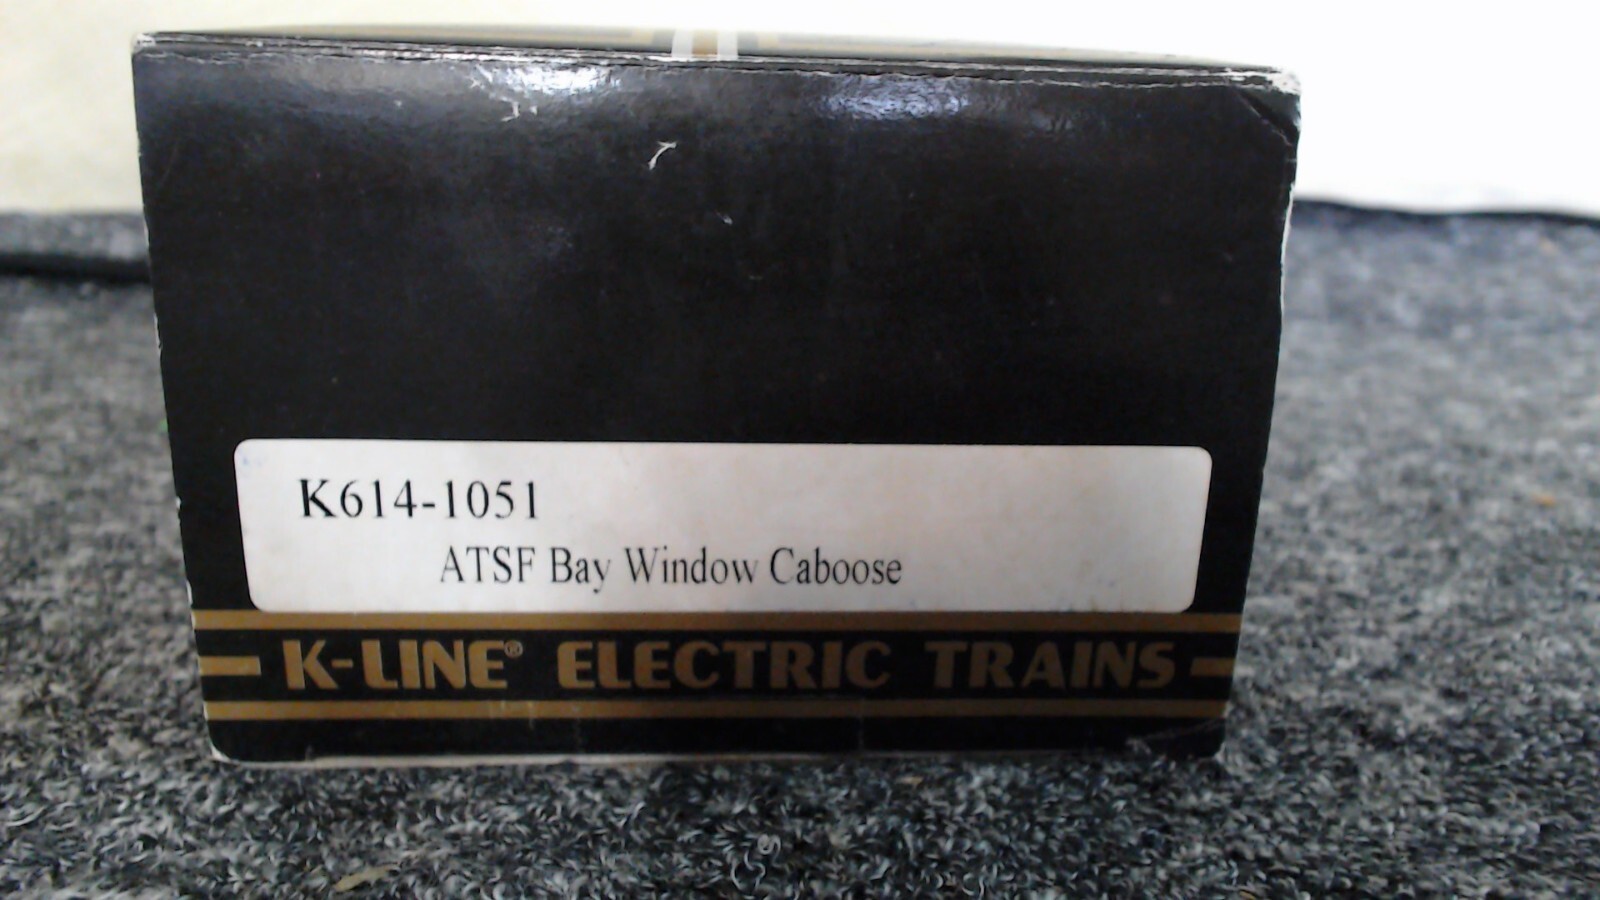 K614-1051
ATSF Bay Window Caboose
K-LINE® ELECTRIC TRAINS